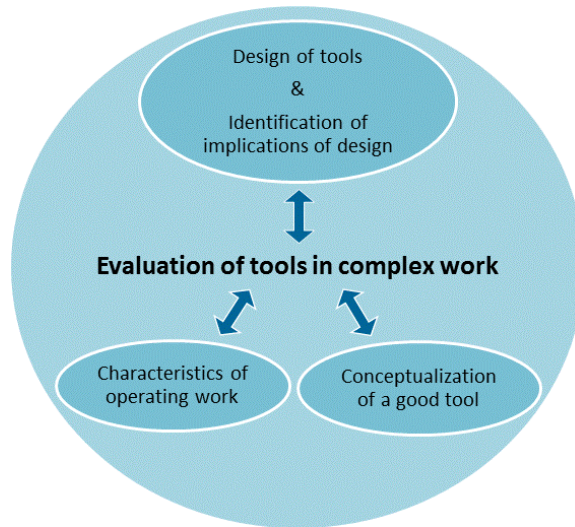 Design of tools
&
Identification of
implications of design
Evaluation of tools in complex work
Characteristics of
operating work
Conceptualization
of a good tool